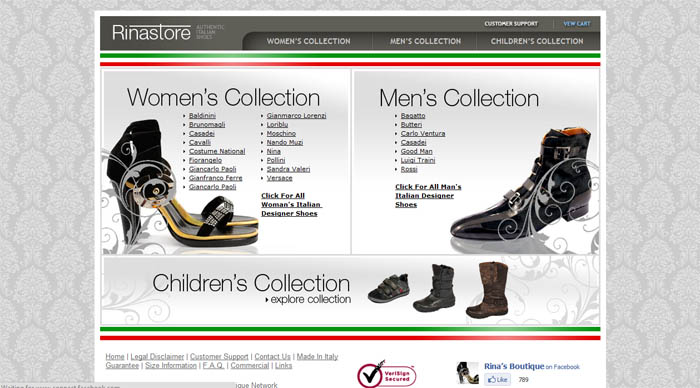 Rinastore
AUTHENTIC
ITALIAN
SHOES
CUSTOMER SUPPORT
VIEW CART
WOMEN'S COLLECTION
MEN'S COLLECTION
CHILDREN'S COLLECTION
Women's Collection
Baldinini
Brunomagli
Casadei
Cavalli
Costume National
Fiorangelo
Giancarlo Paoli
Gianfranco Ferre
Giancarlo Paoli
Gianmarco Lorenzi
Loriblu
Moschino
Nando Muzi
Nina
Pollini
Sandra Valeri
Versace
Click For All
Woman's Italian
Designer Shoes
Men's Collection
Bagatto
Butteri
Carlo Ventura
Casadei
Good Man
Luigi Traini
Rossi
Click For All Man's
Italian Designer
Shoes
Children's Collection
explore collection
Home | Legal Disclaimer | Customer Support | Contact Us | Made In Italy
Guarantee | Size Information | F.A.Q. | Commercial | Links
que Network
VeriSign
Secured
Rina's Boutique on Facebook
Like 789